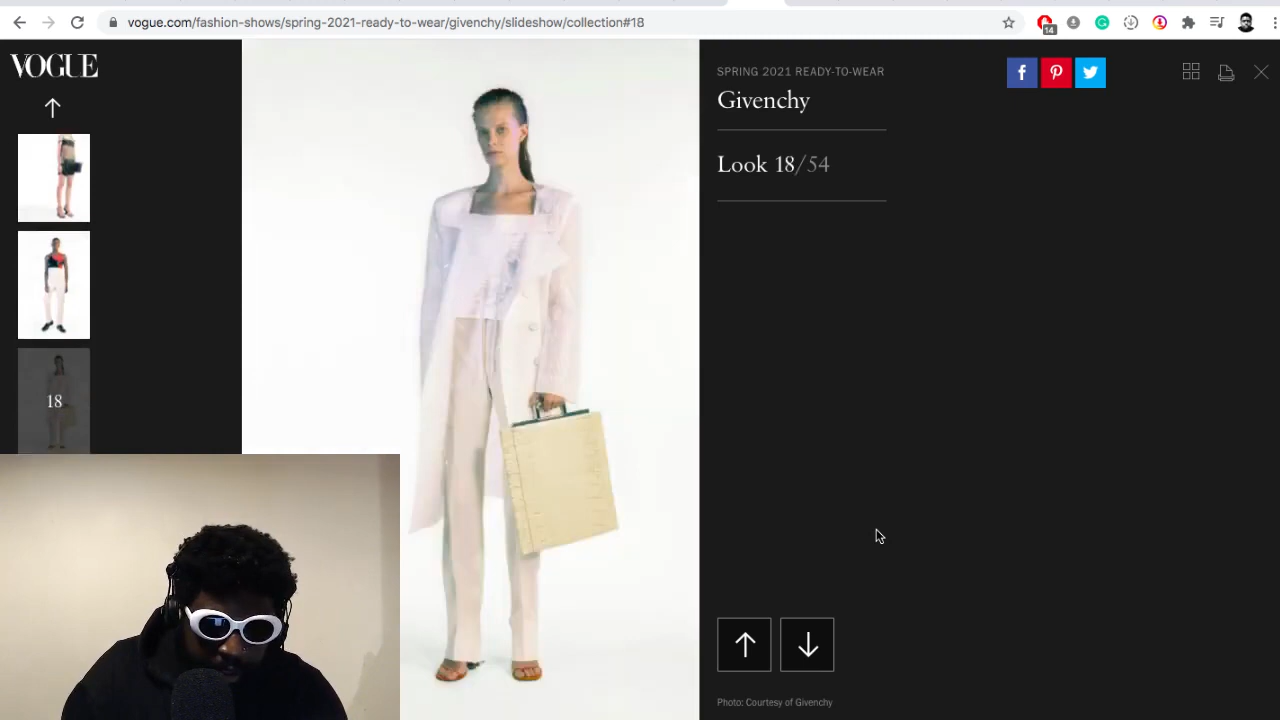 vogue.com/fashion-shows/spring-2021-ready-to-wear/givenchy/slideshow/collection#18
14
VOGUE
SPRING 2021 READY-TO-WEAR
Givenchy
Look 18/54
18
Photo: Courtesy of Givenchy